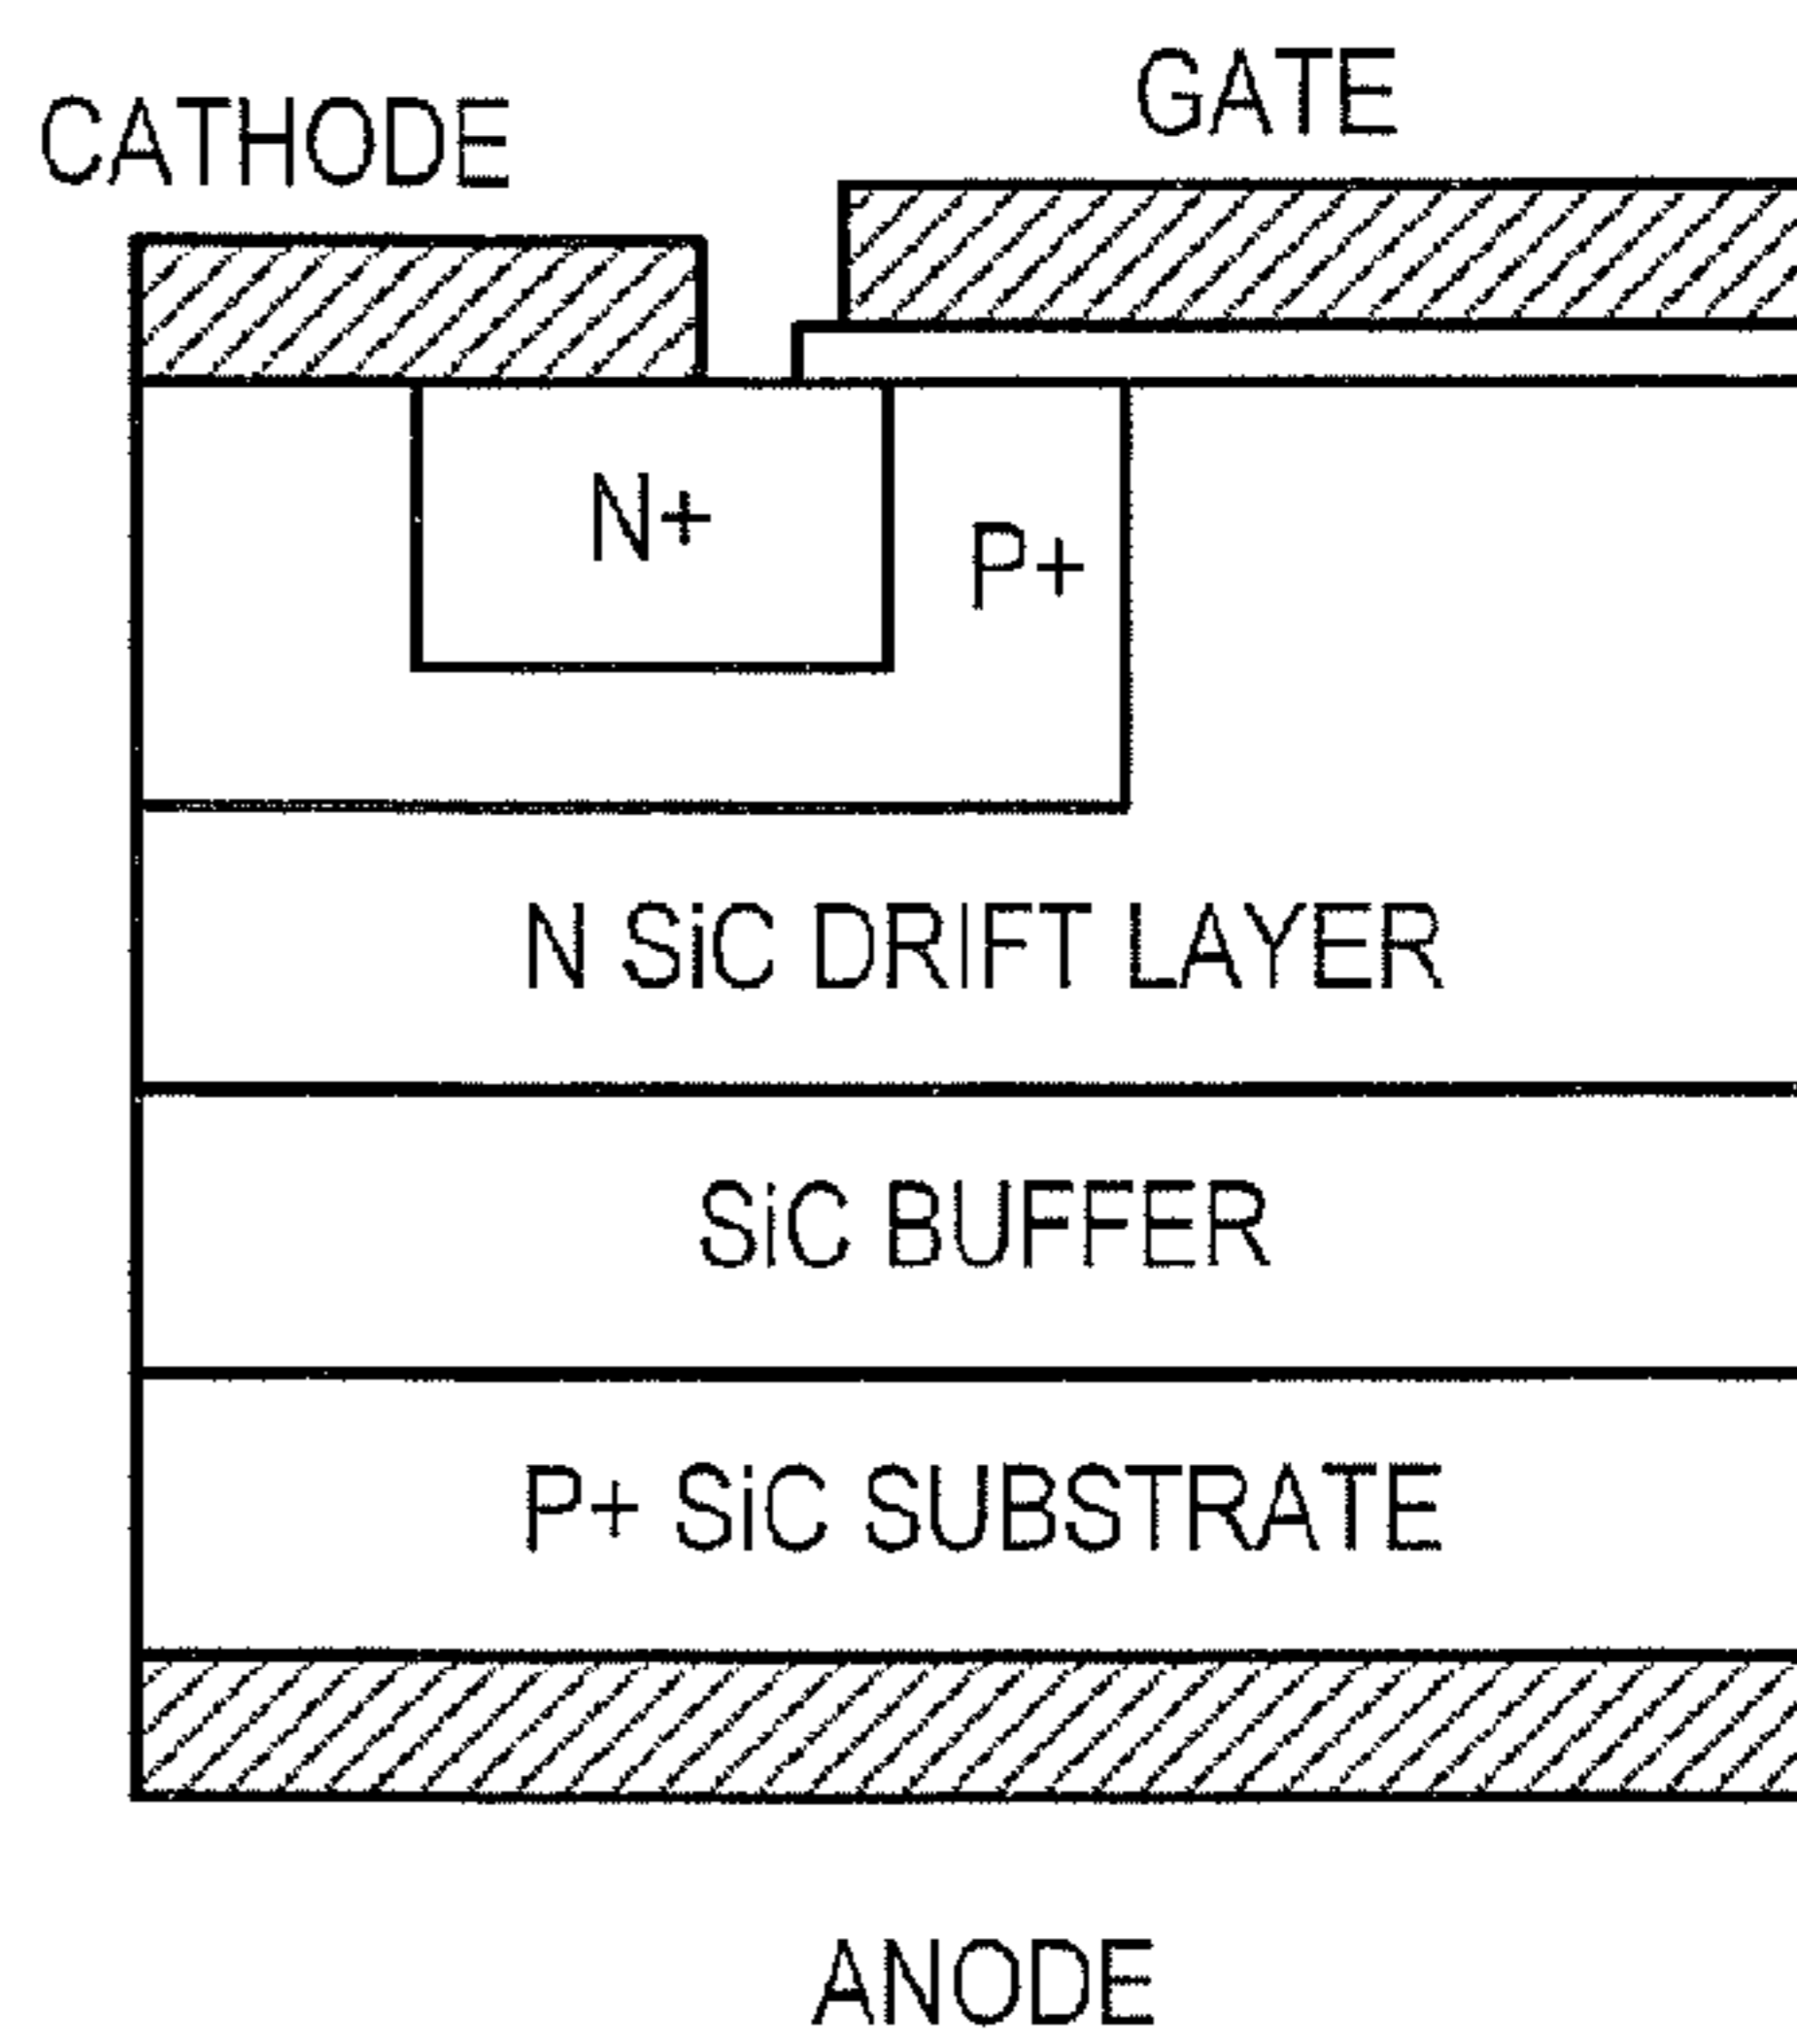 CATHODE
GATE
N+
P+
N SiC DRIFT LAYER
SiC BUFFER
P+ SiC SUBSTRATE
ANODE